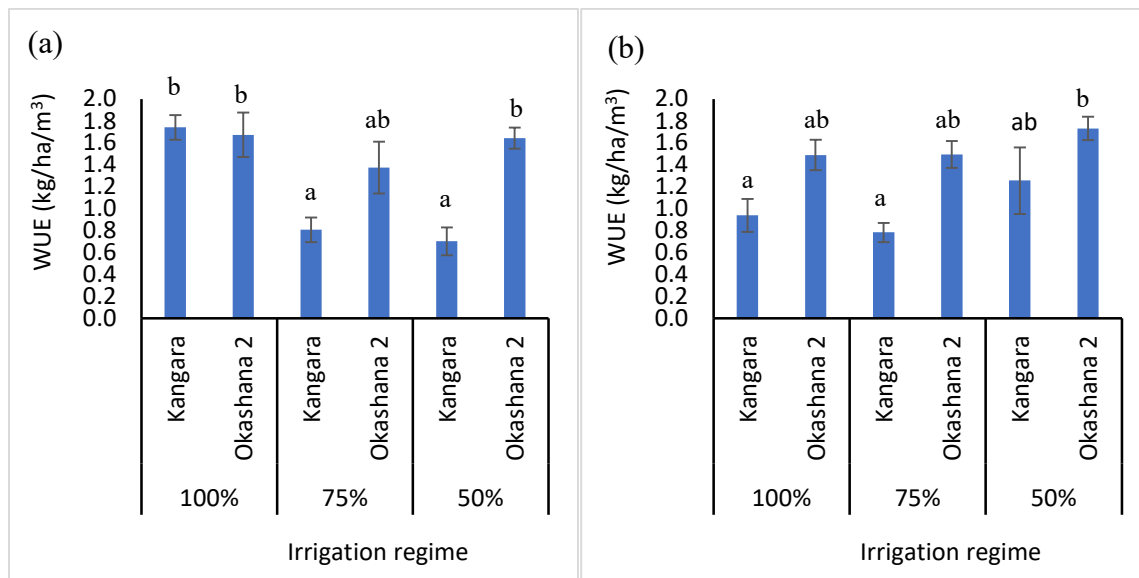 (a)
b
b
a
ab
a
b
WUE (kg/ha/m³)
2.0
1.8
1.6
1.4
1.2
1.0
0.8
0.6
0.4
0.2
0.0
Kangara
Okashana 2
Kangara
Okashana 2
Kangara
Okashana 2
100%
75%
50%
Irrigation regime
(b)
a
ab
a
ab
ab
b
WUE (kg/ha/m³)
2.0
1.8
1.6
1.4
1.2
1.0
0.8
0.6
0.4
0.2
0.0
Kangara
Okashana 2
Kangara
Okashana 2
Kangara
Okashana 2
100%
75%
50%
Irrigation regime